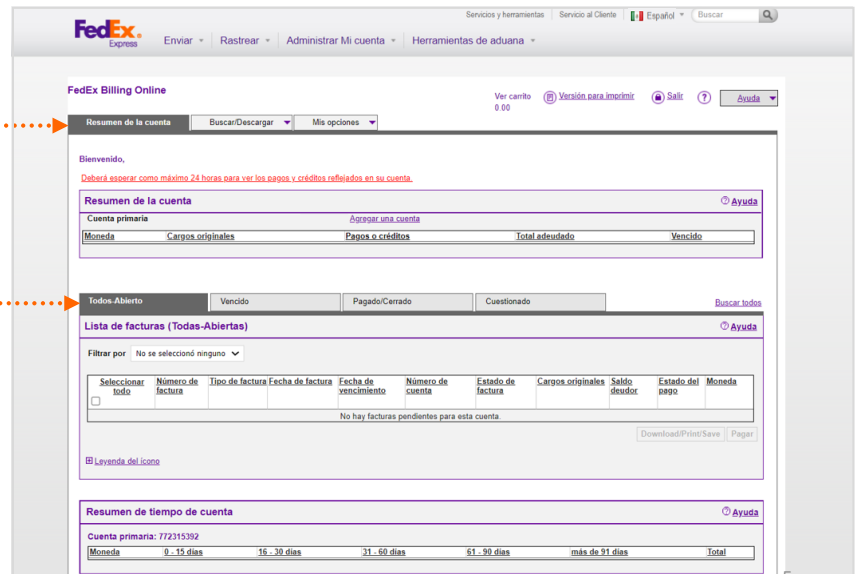 Servicios y herramientas Servicio al Cliente Español Buscar
FedEx.
Express
Enviar Rastrear Administrar Mi cuenta Herramientas de aduana
FedEx Billing Online
Ver carrito
0.00
Versión para imprimir Salir ? Ayuda
Resumen de la cuenta Buscar/Descargar Mis opciones
Bienvenido,
Deberá esperar como máximo 24 horas para ver los pagos y créditos reflejados en su cuenta.
Resumen de la cuenta ? Ayuda
Cuenta primaria Agregar una cuenta
Moneda Cargos originales Pagos o créditos Total adeudado Vencido
Todos-Abierto Vencido Pagado/Cerrado Cuestionado Buscar todos
Lista de facturas (Todas-Abiertas) ? Ayuda
Filtrar por No se seleccionó ninguno
Seleccionar todo Número de factura Tipo de factura Fecha de factura Fecha de vencimiento Número de cuenta Estado de factura Cargos originales Saldo deudor Estado del pago Moneda
No hay facturas pendientes para esta cuenta.
Download/Print/Save Pagar
Leyenda del ícono
Resumen de tiempo de cuenta ? Ayuda
Cuenta primaria: 772315392
Moneda 0 - 15 días 16 - 30 días 31 - 60 días 61 - 90 días más de 91 días Total